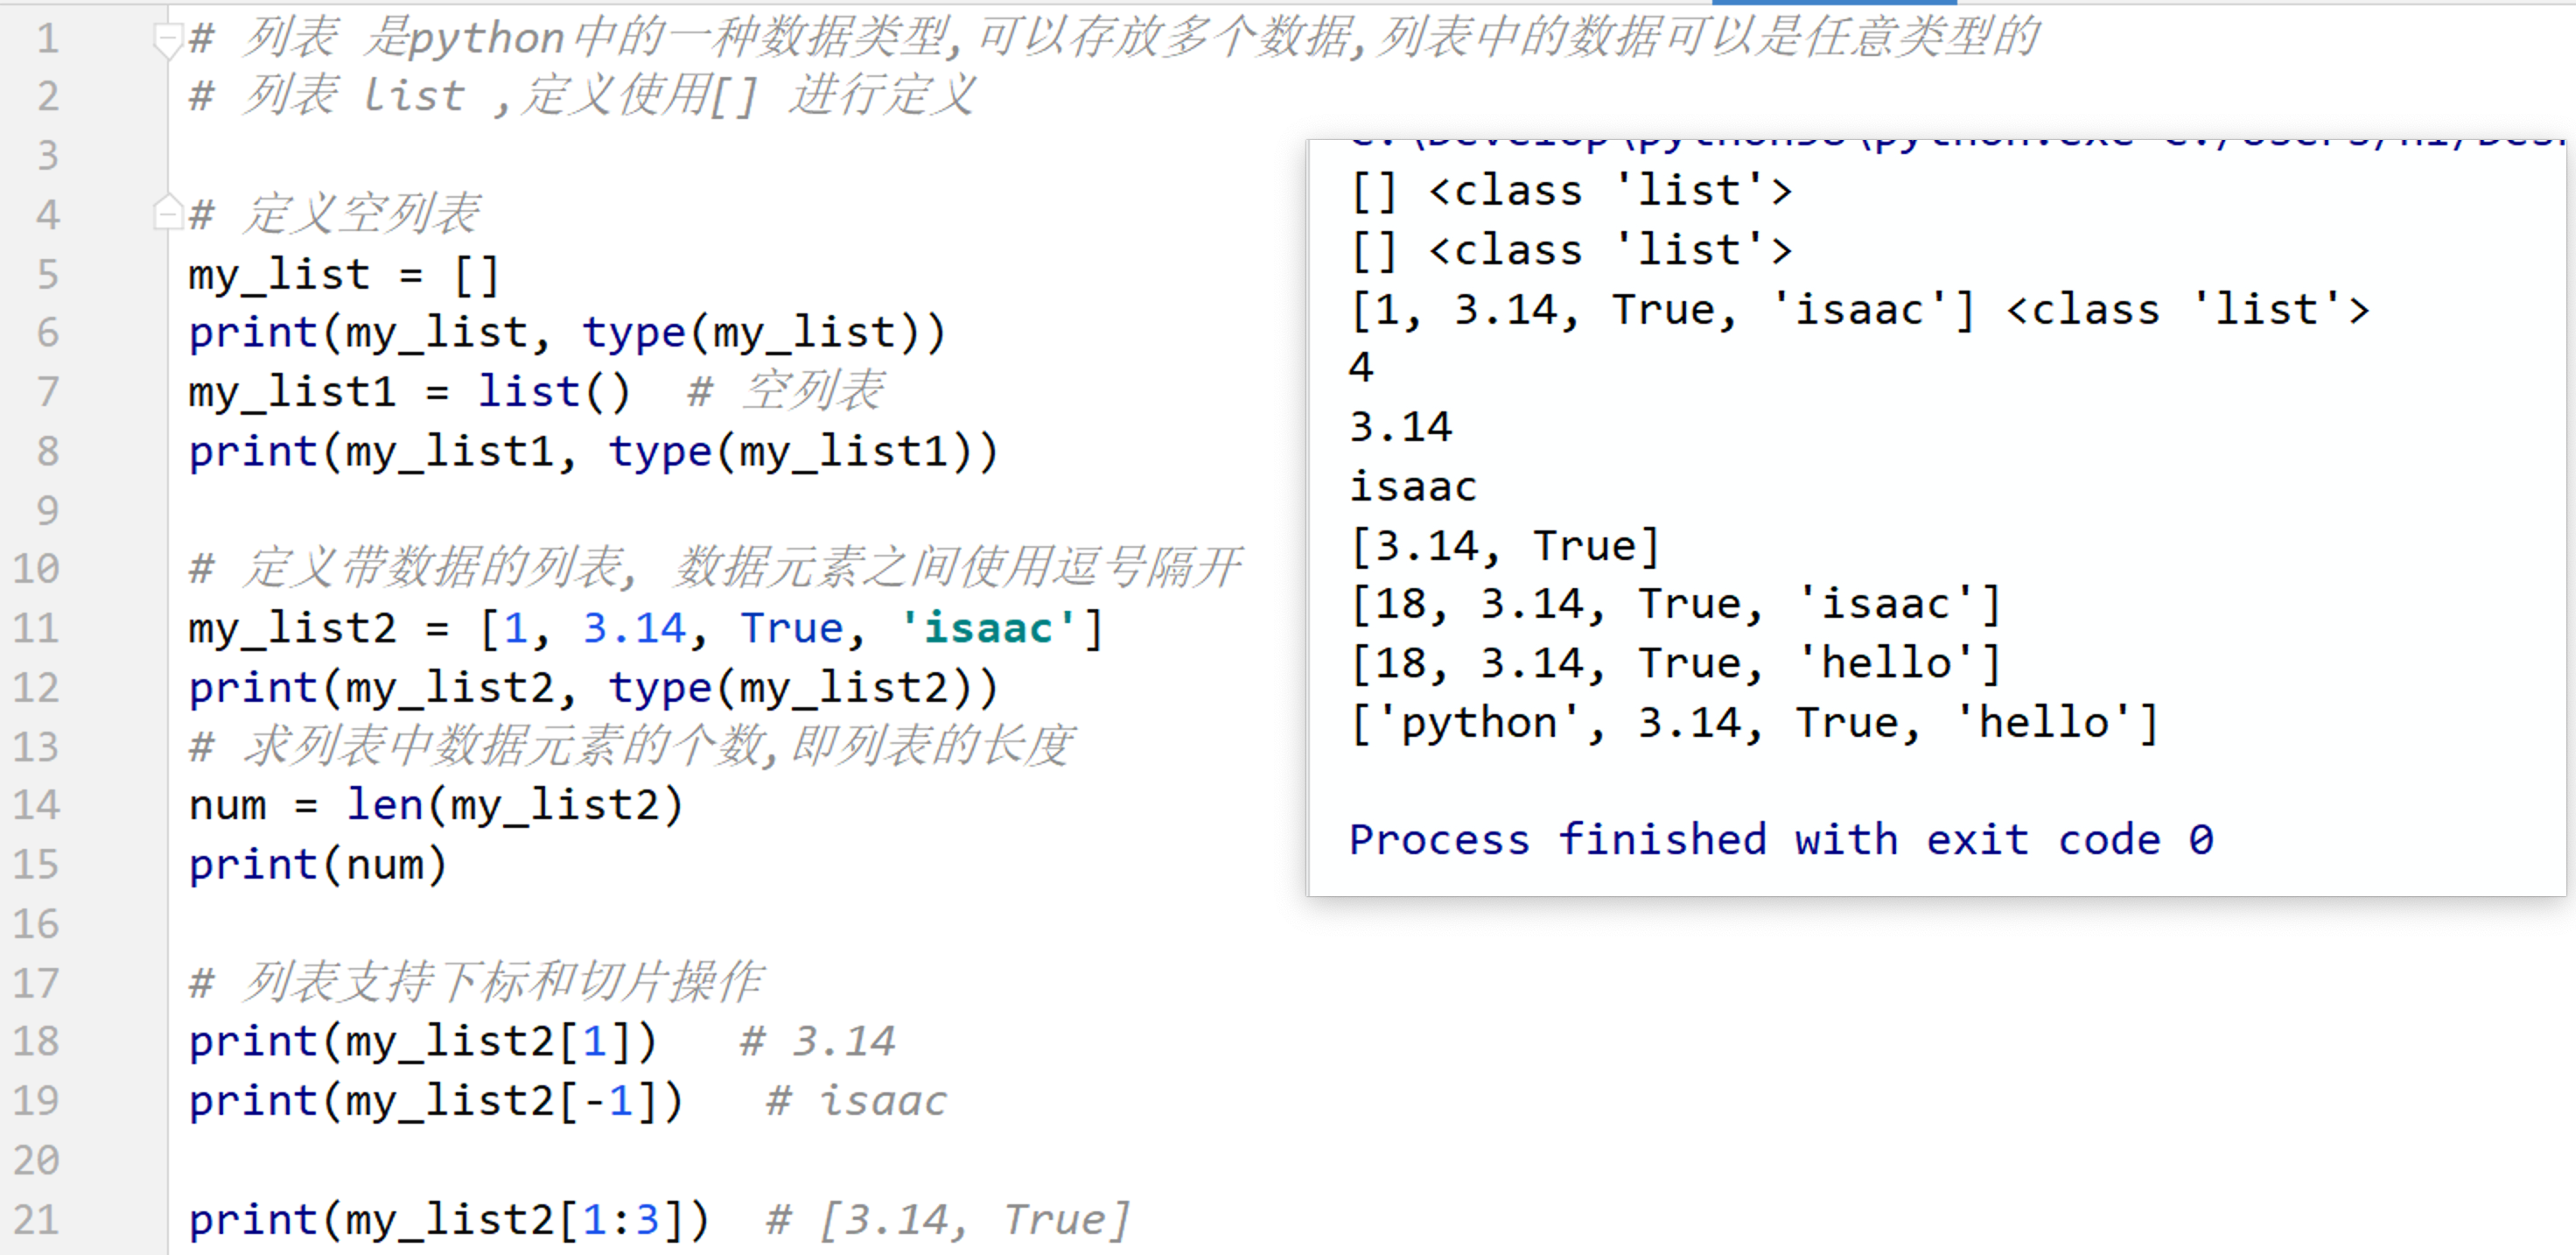 1 # 列表 是python中的一种数据类型,可以存放多个数据,列表中的数据可以是任意类型的
2 # 列表 list ,定义使用[] 进行定义
3
4 # 定义空列表
5 my_list = []
6 print(my_list, type(my_list))
7 my_list1 = list()  # 空列表
8 print(my_list1, type(my_list1))
9
10 # 定义带数据的列表, 数据元素之间使用逗号隔开
11 my_list2 = [1, 3.14, True, 'isaac']
12 print(my_list2, type(my_list2))
13 # 求列表中数据元素的个数,即列表的长度
14 num = len(my_list2)
15 print(num)
16
17 # 列表支持下标和切片操作
18 print(my_list2[1])   # 3.14
19 print(my_list2[-1])   # isaac
20
21 print(my_list2[1:3])  # [3.14, True]
[] <class 'list'>
[] <class 'list'>
[1, 3.14, True, 'isaac'] <class 'list'>
4
3.14
isaac
[3.14, True]
[18, 3.14, True, 'isaac']
[18, 3.14, True, 'hello']
['python', 3.14, True, 'hello']
Process finished with exit code 0